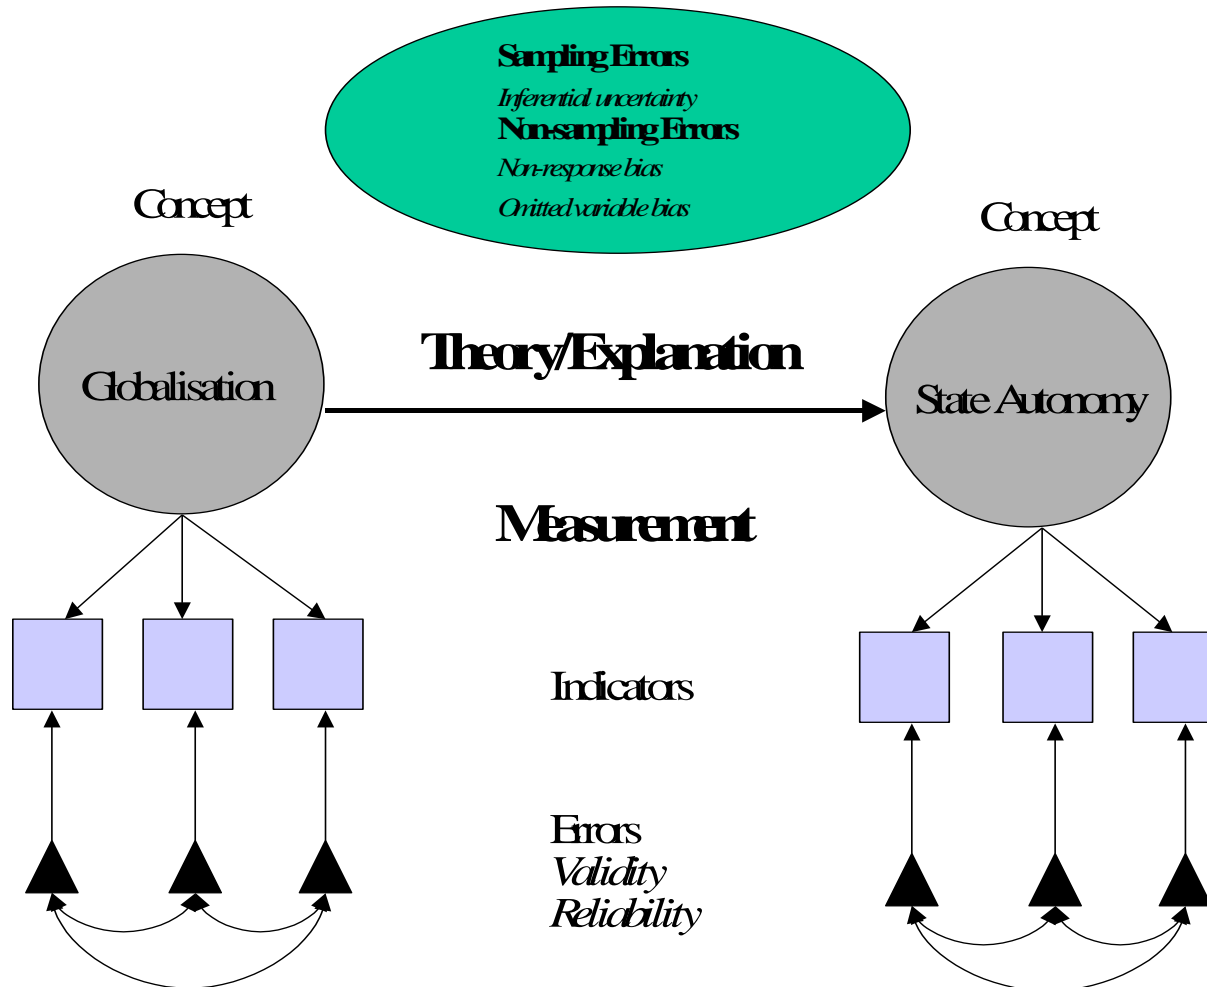 Sampling Errors
Inferential uncertainty
Non-sampling Errors
Non-response bias
Omitted variable bias
Concept
Concept
Theory/Explanation
Globalisation
State Autonomy
Measurement
Indicators
Errors
Validity
Reliability